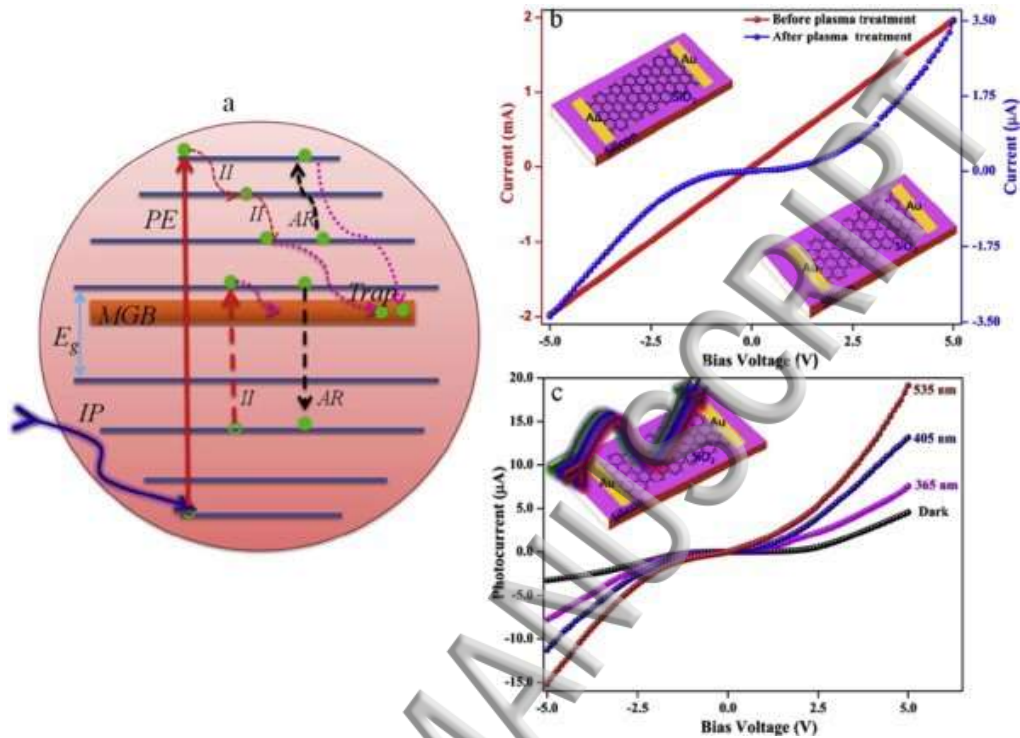 a
II
PE
II
AR
Trap
MGB
E_g
IP
II
AR
b
Before plasma treatment
After plasma treatment
Current (mA)
2
1
0
-1
-2
Current (μA)
3.50
1.75
0.00
-1.75
-3.50
Au
SiO
Au
Au
SiO
Au
-5.0
-2.5
0.0
2.5
5.0
Bias Voltage (V)
c
Photocurrent (μA)
20.0
15.0
10.0
5.0
0.0
-5.0
-10.0
-15.0
535 nm
405 nm
365 nm
Dark
Au
SiO2
Au
-5.0
-2.5
0.0
2.5
5.0
Bias Voltage (V)
MANUSCRIPT